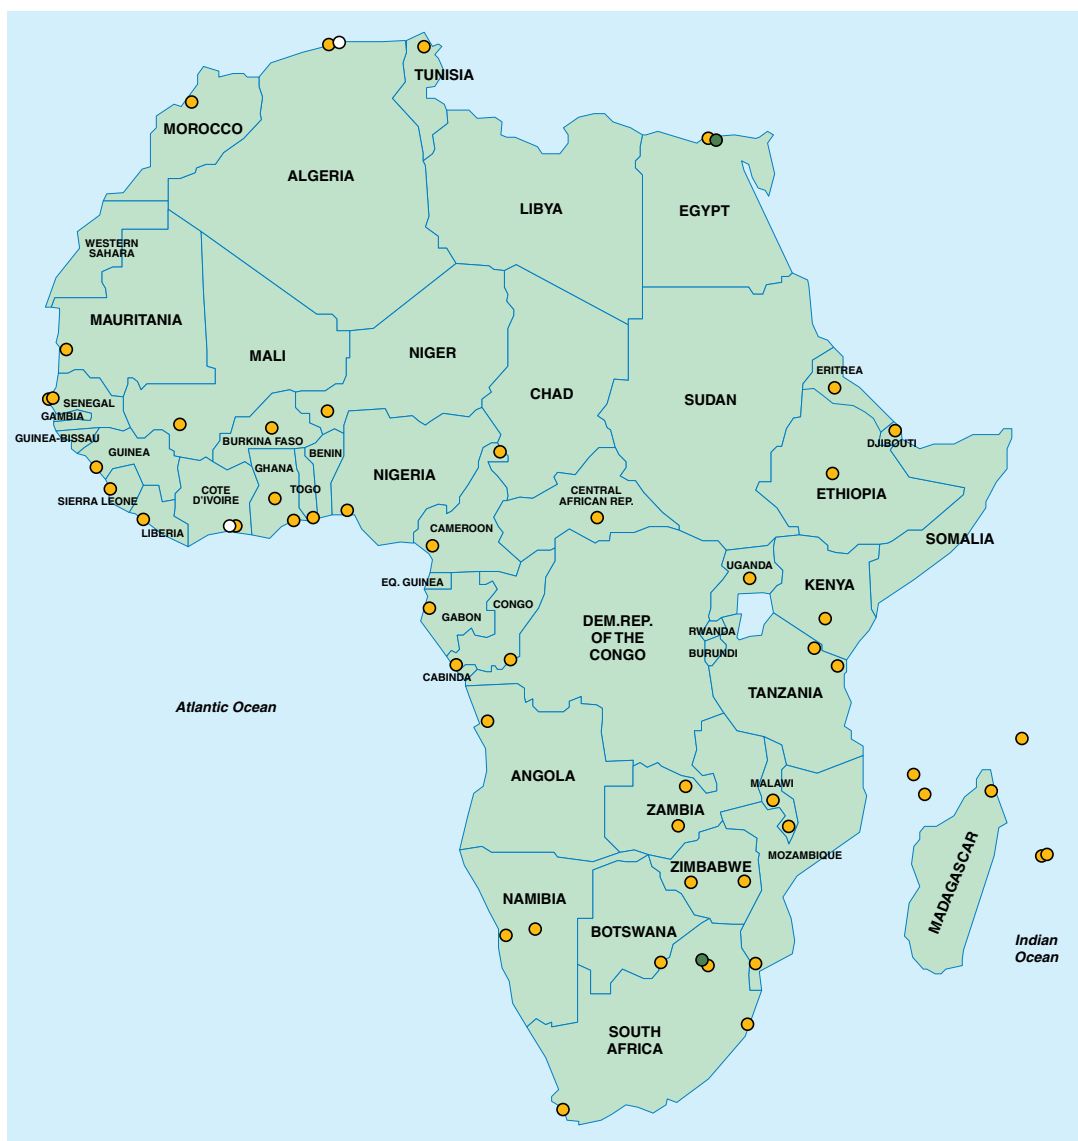 TUNISIA
MOROCCO
ALGERIA
LIBYA
EGYPT
WESTERN
SAHARA
MAURITANIA
MALI
NIGER
CHAD
SUDAN
ERITREA
SENEGAL
GAMBIA
GUINEA-BISSAU
GUINEA
BURKINA FASO
BENIN
NIGERIA
DJIBOUTI
GHANA
TOGO
COTE
D'IVOIRE
SIERRA LEONE
LIBERIA
CENTRAL
AFRICAN REP.
ETHIOPIA
CAMEROON
SOMALIA
UGANDA
KENYA
EQ. GUINEA
GABON
CONGO
DEM.REP.
OF THE
CONGO
RWANDA
BURUNDI
CABINDA
TANZANIA
Atlantic Ocean
ANGOLA
MALAWI
ZAMBIA
MOZAMBIQUE
ZIMBABWE
MADAGASCAR
NAMIBIA
BOTSWANA
Indian
Ocean
SOUTH
AFRICA